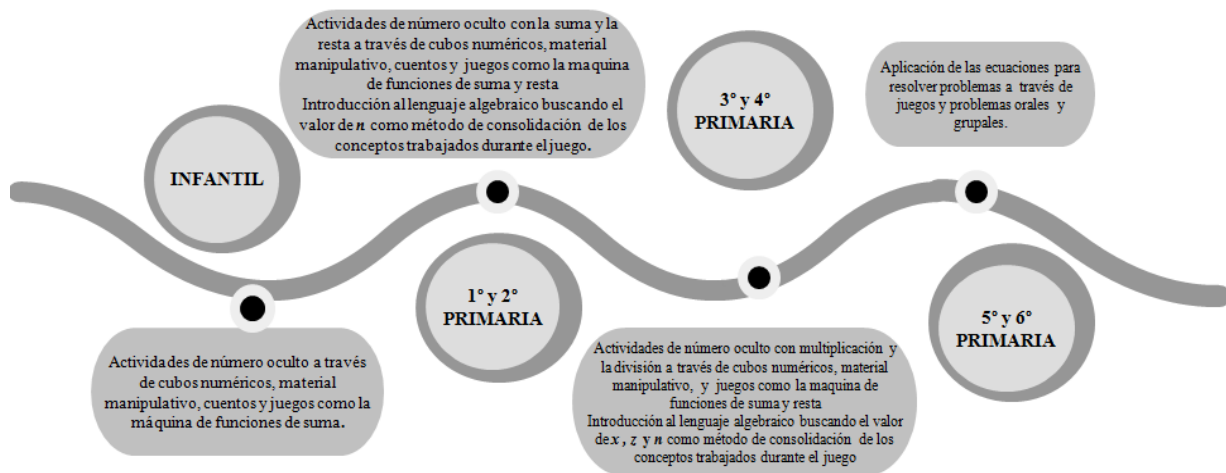 INFANTIL
Actividades de número oculto a través
de cubos numéricos, material
manipulativo, cuentos y juegos como la
máquina de funciones de suma.
Actividades de número oculto con la suma y la
resta a través de cubos numéricos, material
manipulativo, cuentos y juegos como la maquina
de funciones de suma y resta
Introducción al lenguaje algebraico buscando el
valor de n como método de consolidación de los
conceptos trabajados durante el juego.
1º y 2º
PRIMARIA
3º y 4º
PRIMARIA
Actividades de número oculto con multiplicación y
la división a través de cubos numéricos, material
manipulativo, y juegos como la maquina de
funciones de suma y resta
Introducción al lenguaje algebraico buscando el valor
de x, z y n como método de consolidación de los
conceptos trabajados durante el juego
Aplicación de las ecuaciones para
resolver problemas a través de
juegos y problemas orales y
grupales.
5º y 6º
PRIMARIA